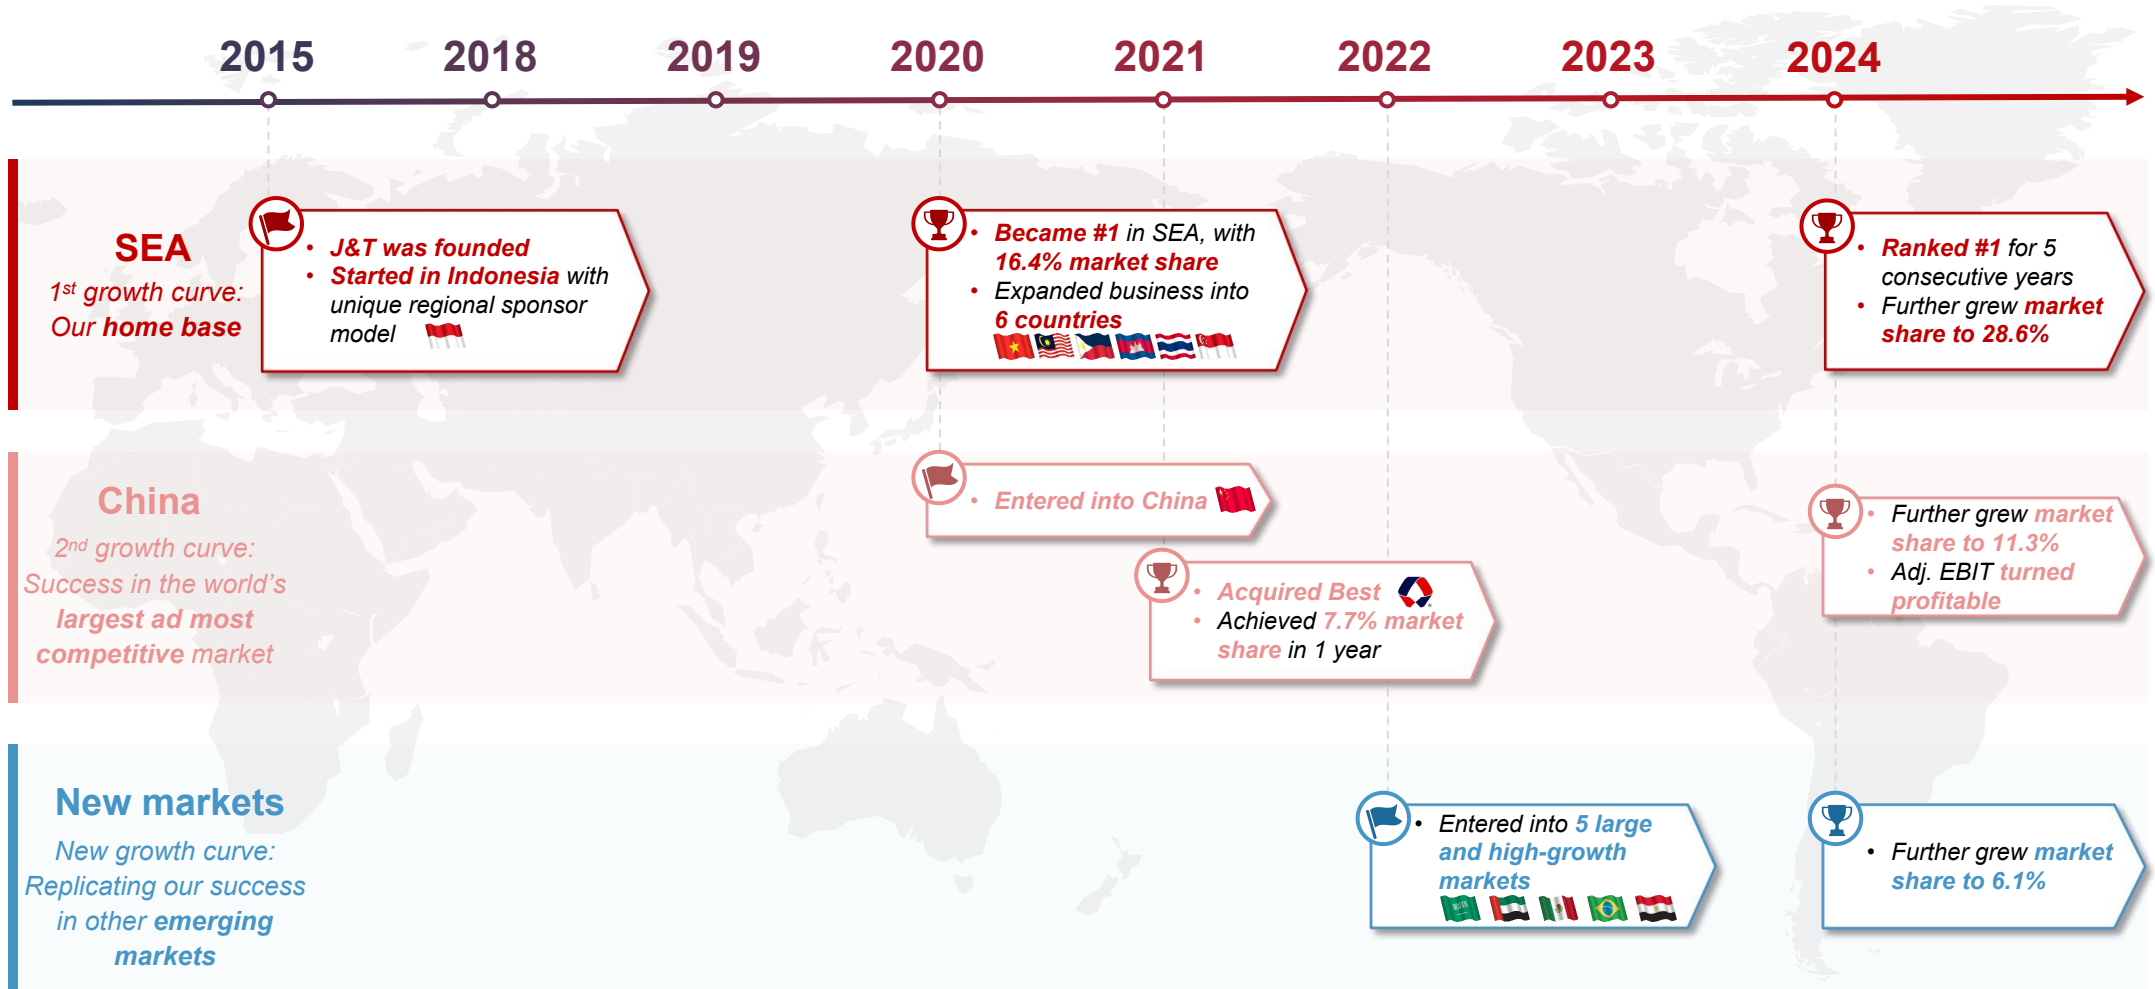 2015 2018 2019 2020 2021 2022 2023 2024
SEA
1st growth curve:
Our home base
• J&T was founded
• Started in Indonesia with
unique regional sponsor
model
• Became #1 in SEA, with
16.4% market share
• Expanded business into
6 countries
• Ranked #1 for 5
consecutive years
• Further grew market
share to 28.6%
China
2nd growth curve:
Success in the world's
largest ad most
competitive market
• Entered into China
• Acquired Best
• Achieved 7.7% market
share in 1 year
• Further grew market
share to 11.3%
• Adj. EBIT turned
profitable
New markets
New growth curve:
Replicating our success
in other emerging
markets
• Entered into 5 large
and high-growth
markets
• Further grew market
share to 6.1%